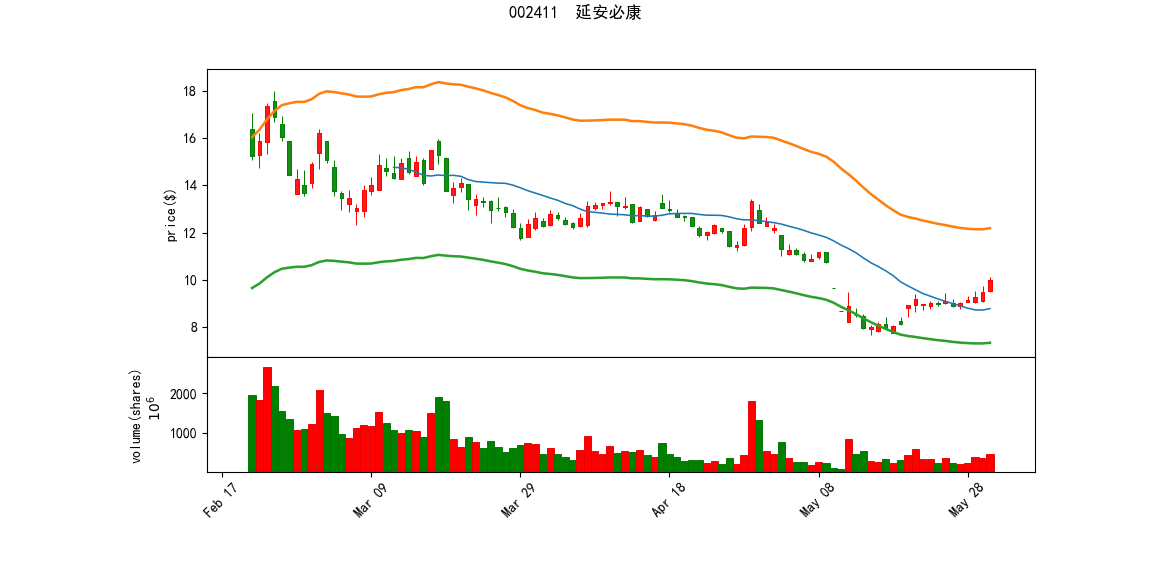 002411 延安必康
price($)
18
16
14
12
10
8
volume(shares)
10^6
2000
1000
Feb 17
Mar 09
Mar 29
Apr 18
May 08
May 28